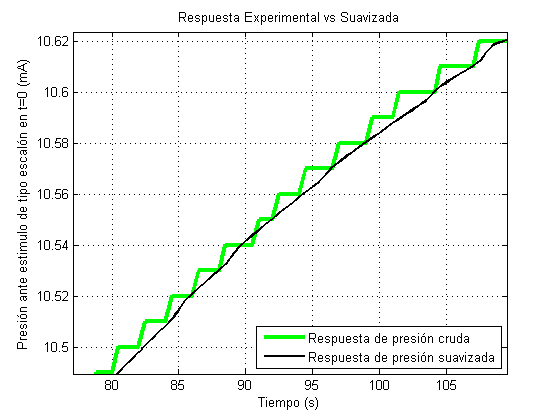 Respuesta Experimental vs Suavizada
Presión ante estimulo de tipo escalón en t=0 (mA)
10.62
10.6
10.58
10.56
10.54
10.52
10.5
80 85 90 95 100 105
Tiempo (s)
Respuesta de presión cruda
Respuesta de presión suavizada